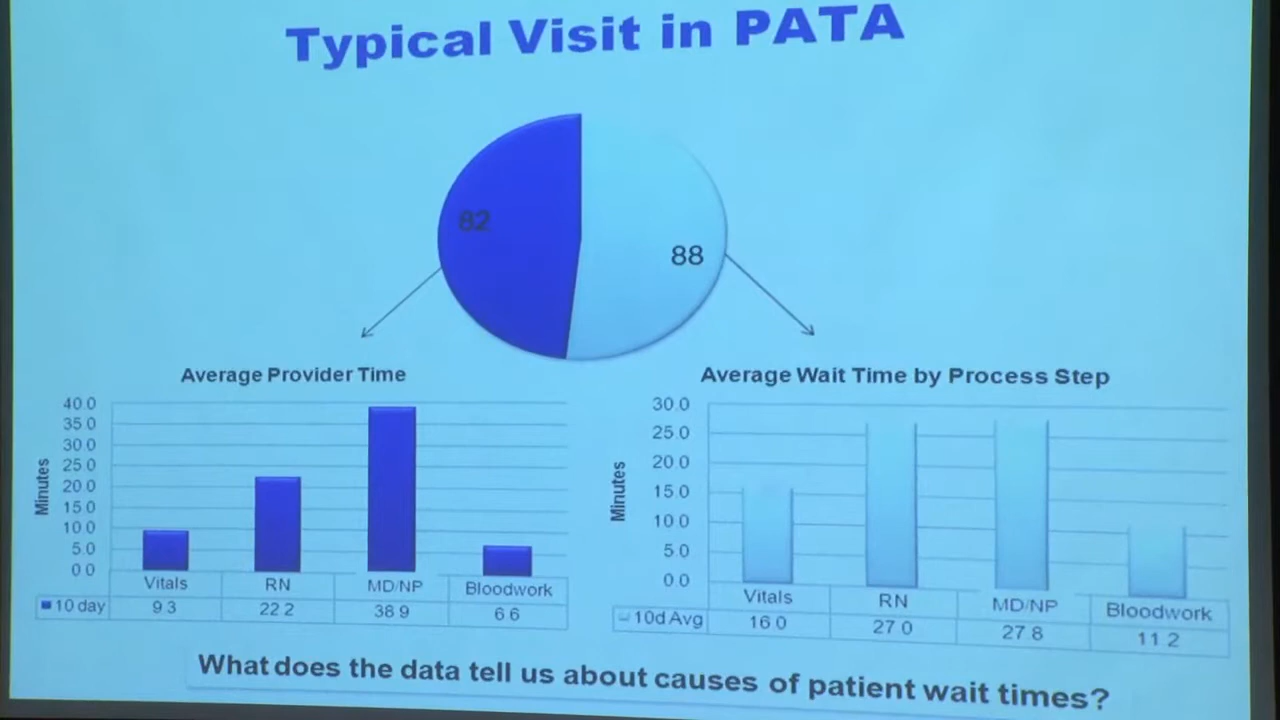 Typical Visit in PATA
82
88
Average Provider Time
Minutes
40.0
35.0
30.0
25.0
20.0
15.0
10.0
5.0
0.0
Vitals RN MD/NP Bloodwork
10 day 9.3 22.2 38.9 6.6
Average Wait Time by Process Step
Minutes
30.0
25.0
20.0
15.0
10.0
5.0
0.0
Vitals RN MD/NP Bloodwork
10d Avg 16.0 27.0 27.8 11.2
What does the data tell us about causes of patient wait times?